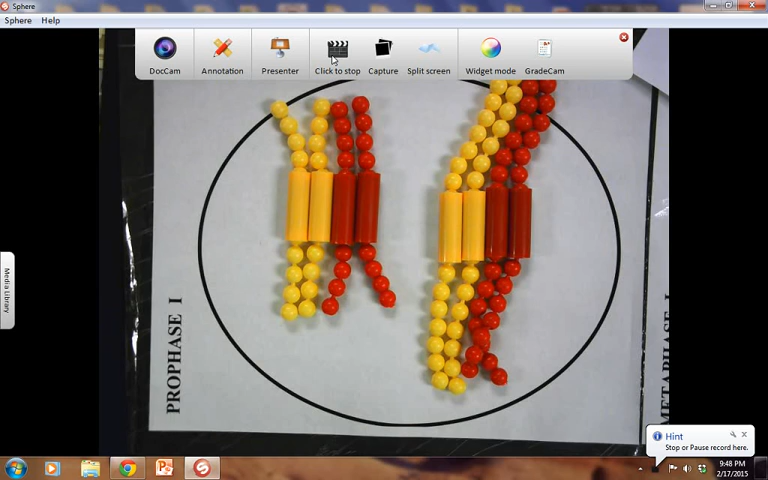 Sphere
Sphere Help
DocCam
Annotation
Presenter
Click to stop
Capture
Split screen
Widget mode
GradeCam
Media Library
PROPHASE I
METAPHASE I
Hint
Stop or Pause record here.
9:48 PM
2/17/2015